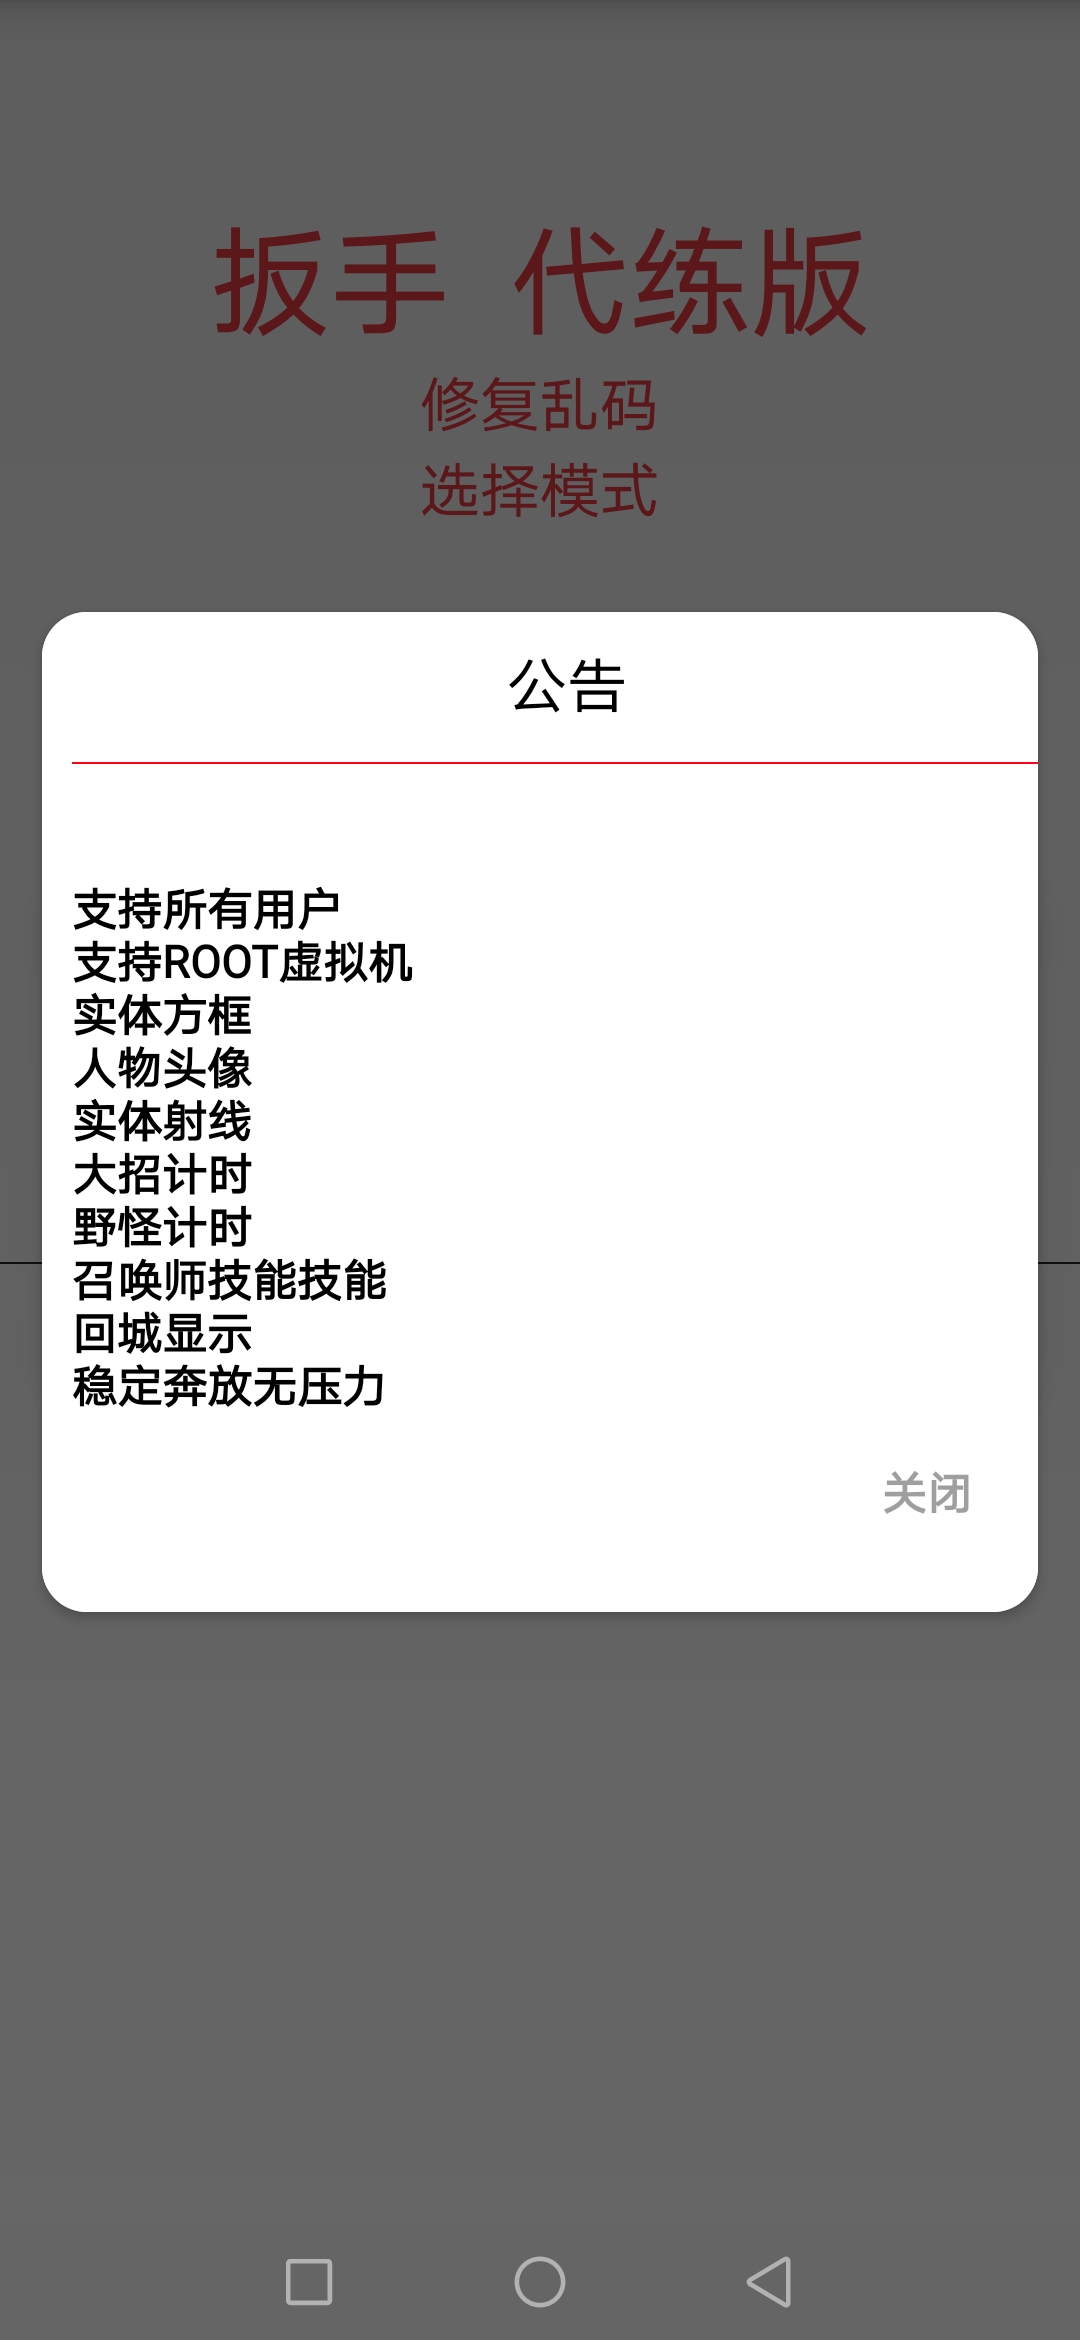 扳手 代练版
修复乱码
选择模式
公告
支持所有用户
支持ROOT虚拟机
实体方框
人物头像
实体射线
大招计时
野怪计时
召唤师技能技能
回城显示
稳定奔放无压力
关闭